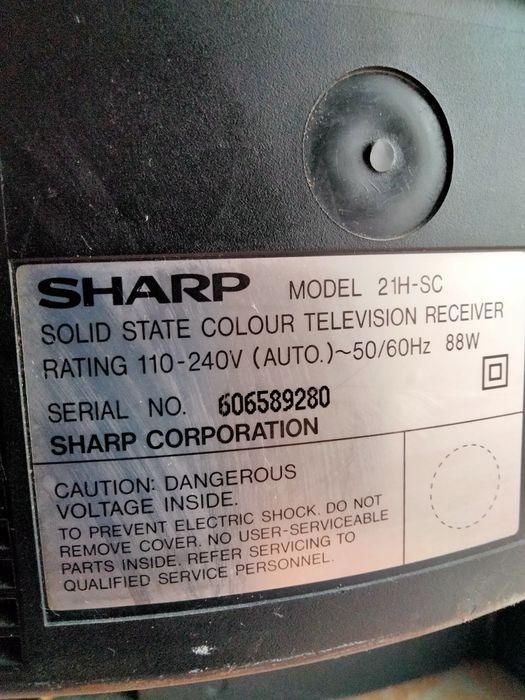 SHARP MODEL 21H-SC
SOLID STATE COLOUR TELEVISION RECEIVER
RATING 110-240V (AUTO.)~50/60Hz 88W
SERIAL NO. 606589280
SHARP CORPORATION
CAUTION: DANGEROUS
VOLTAGE INSIDE.
TO PREVENT ELECTRIC SHOCK. DO NOT
REMOVE COVER. NO USER-SERVICEABLE
PARTS INSIDE. REFER SERVICING TO
QUALIFIED SERVICE PERSONNEL.